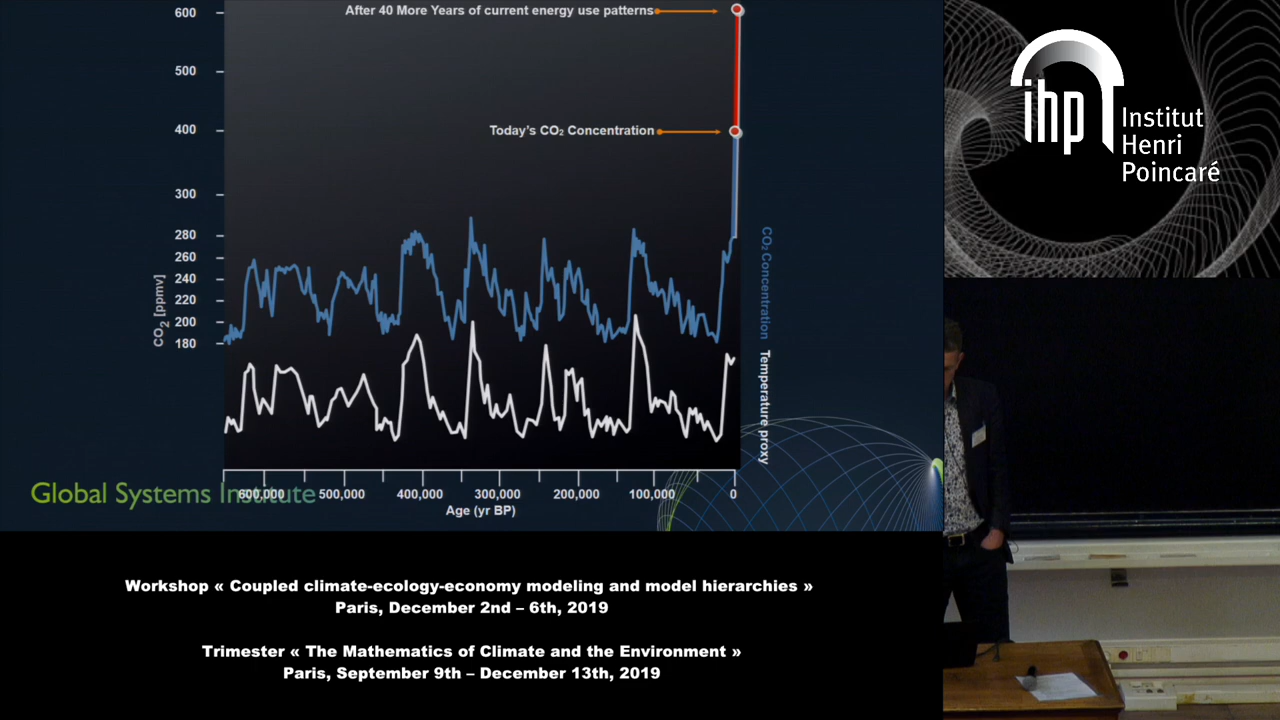 600
After 40 More Years of current energy use patterns
500
400
Today's CO₂ Concentration
300
280
260
240
220
200
180
CO₂ [ppmv]
CO₂ Concentration
Temperature proxy
Global Systems Institute
600,000
500,000
400,000
300,000
200,000
100,000
0
Age (yr BP)
ihp
Institut
Henri
Poincaré
Workshop « Coupled climate-ecology-economy modeling and model hierarchies »
Paris, December 2nd – 6th, 2019
Trimester « The Mathematics of Climate and the Environment »
Paris, September 9th – December 13th, 2019